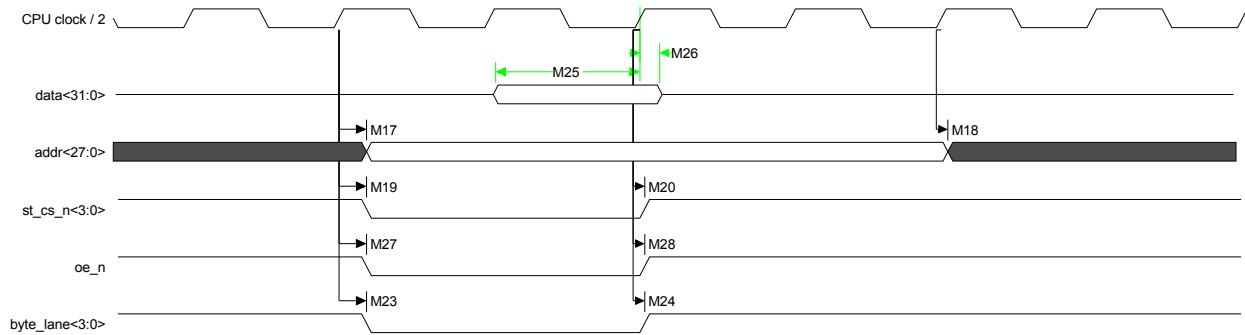 CPU clock / 2
M26
M25
data<31:0>
M17
M18
addr<27:0>
M19
M20
st_cs_n<3:0>
M27
M28
oe_n
M23
M24
byte_lane<3:0>